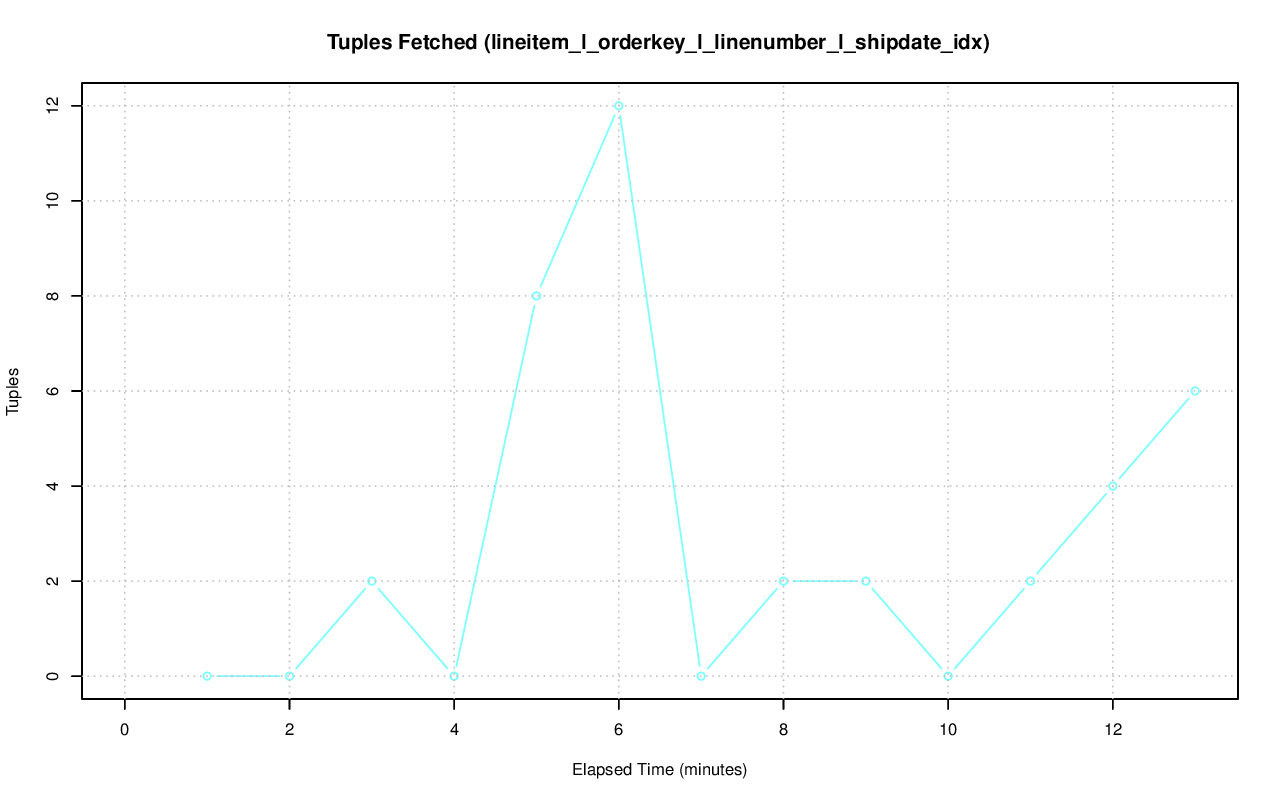 Tuples Fetched (lineitem_l_orderkey_l_linenumber_l_shipdate_idx)
12
10
8
6
4
2
0
Tuples
0 2 4 6 8 10 12
Elapsed Time (minutes)